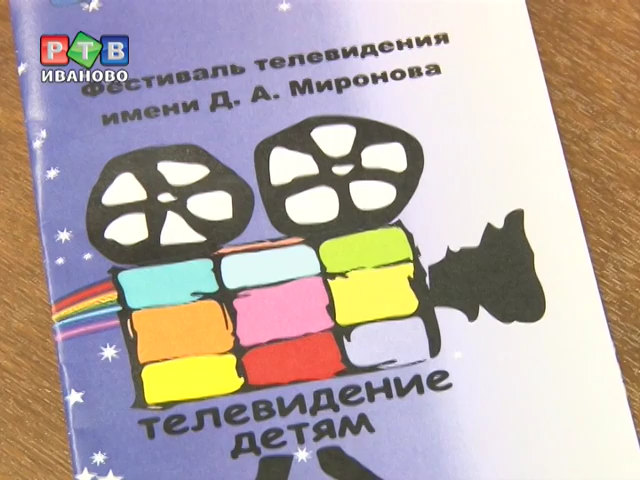 РТВ
ИВАНОВО
Фестиваль телевидения
имени Д. А. Миронова
телевидение
детям